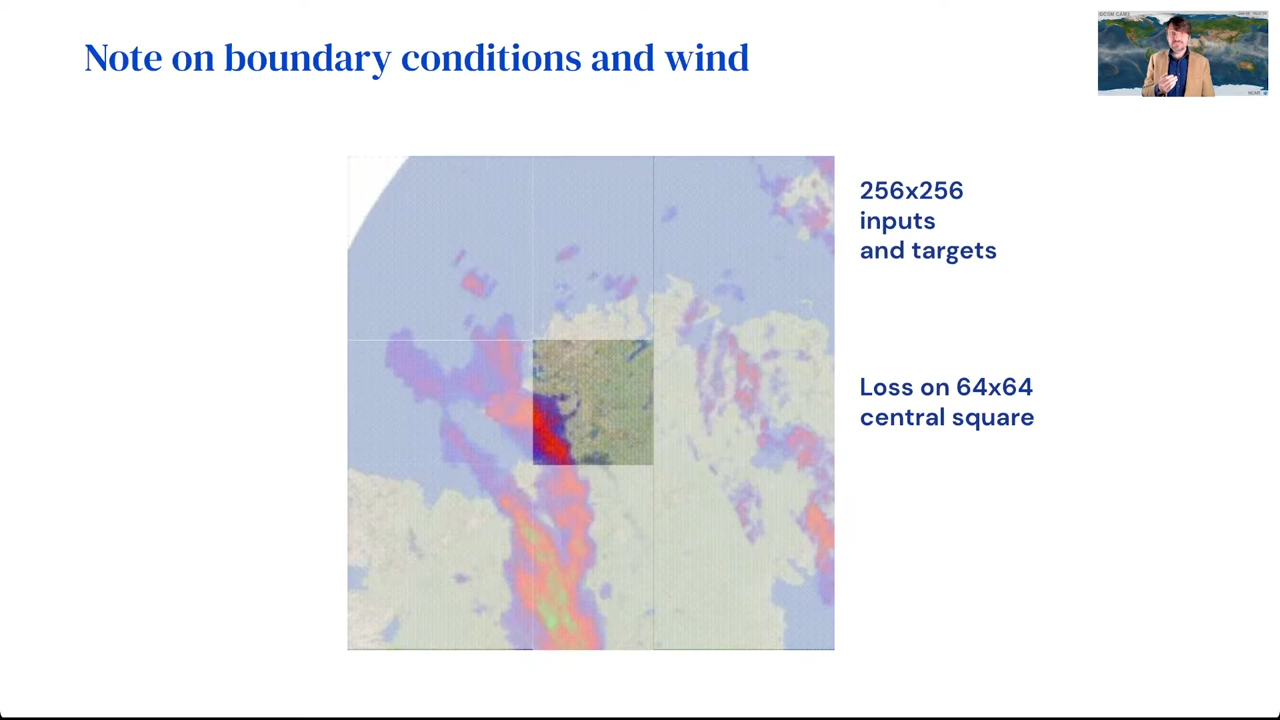 Note on boundary conditions and wind
256x256
inputs
and targets
Loss on 64x64
central square